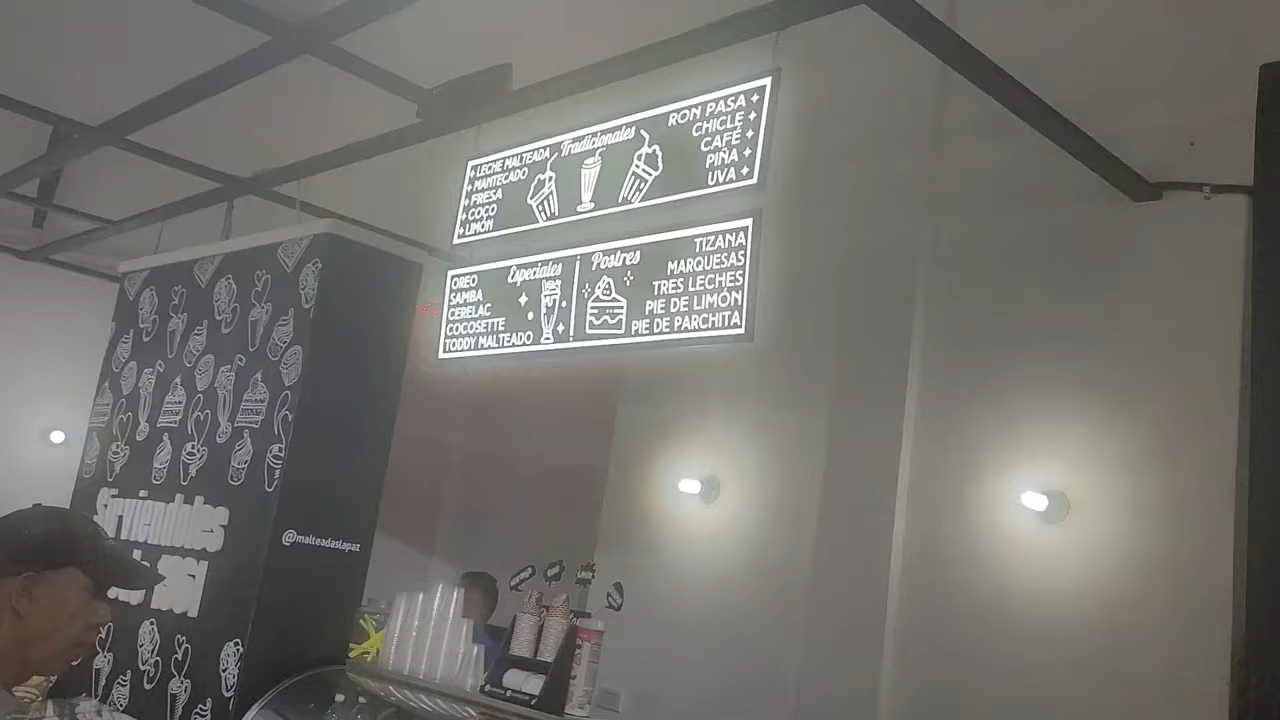 Tradicionales
LECHE MALTEADA
MANTECADO
FRESA
COCO
LIMÓN
RON PASA
CHICLE
CAFÉ
PIÑA
UVA
Especiales
OREO
SAMBA
CERELAC
COCOSETTE
TODDY MALTEADO
Postres
TIZANA
MARQUESAS
TRES LECHES
PIE DE LIMÓN
PIE DE PARCHITA
Sirviendoles
@malteadaslapaz